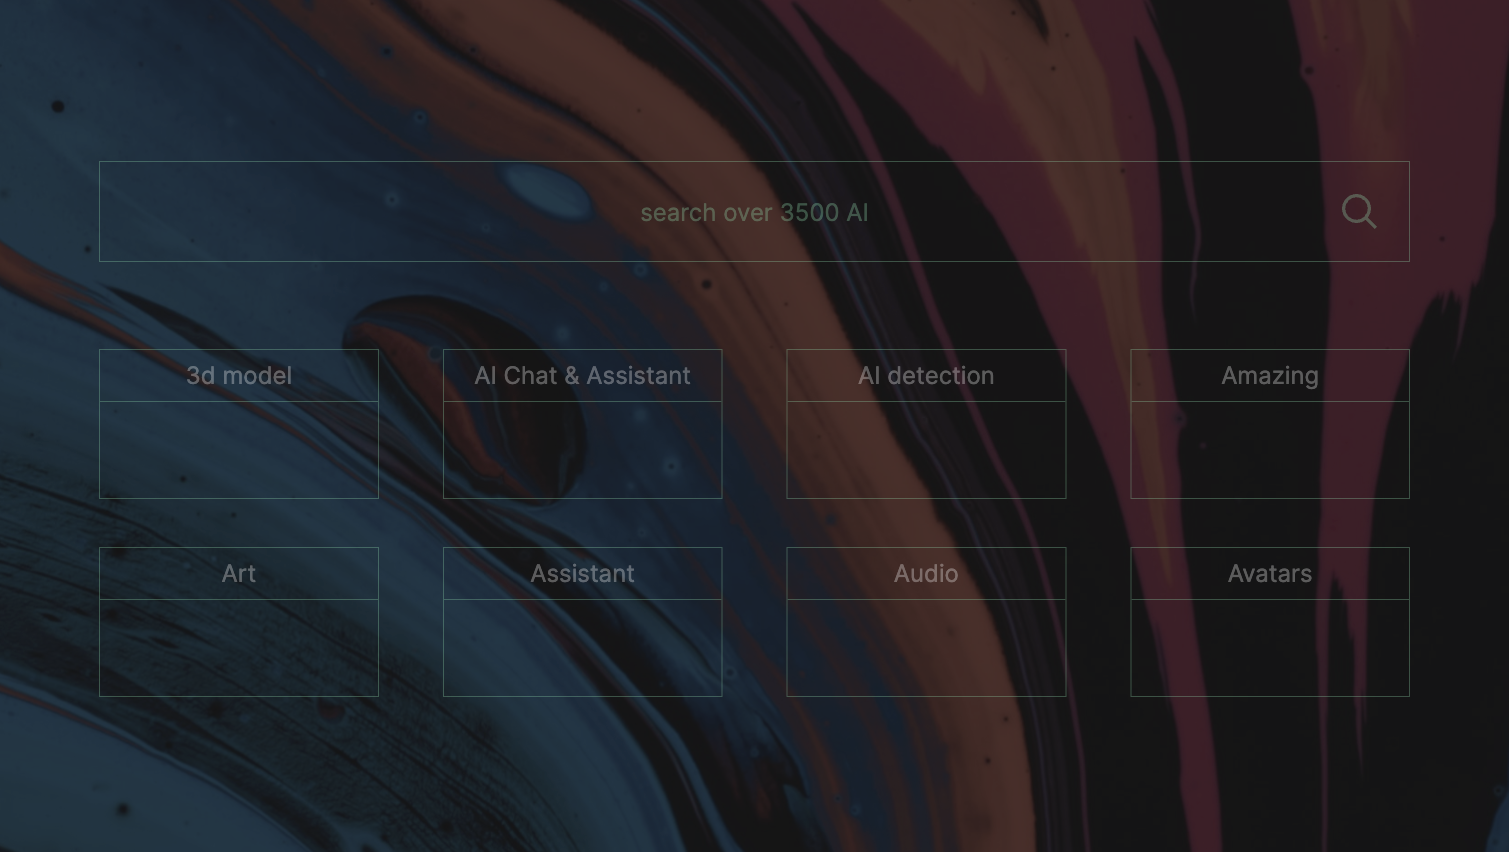 search over 3500 AI
3d model
AI Chat & Assistant
AI detection
Amazing
Art
Assistant
Audio
Avatars